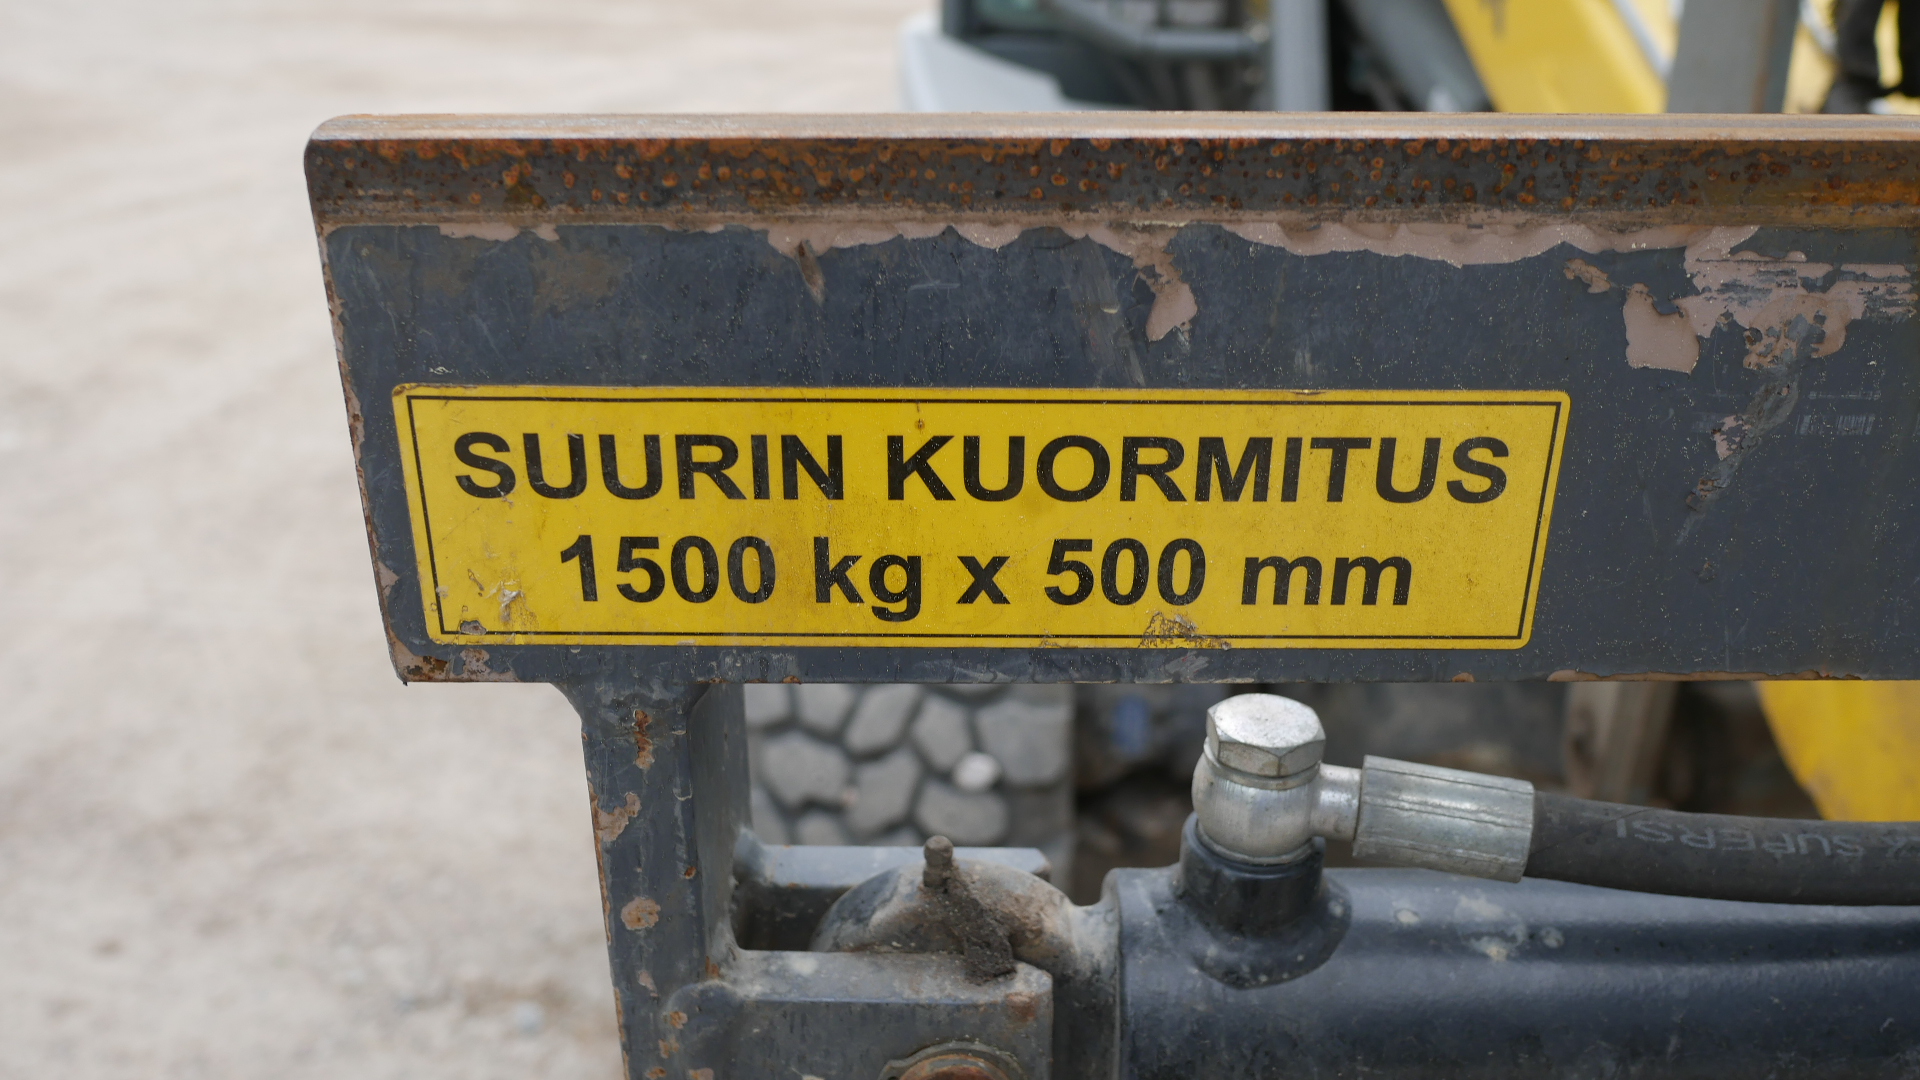 SUURIN KUORMITUS
1500 kg x 500 mm